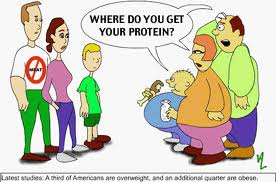 WHERE DO YOU GET
YOUR PROTEIN?
MEAT
Latest studies: A third of Americans are overweight, and an additional quarter are obese.